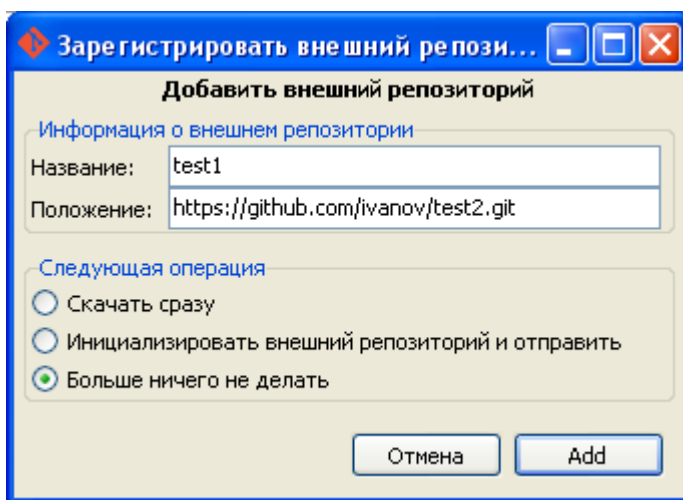 Зарегистрировать внешний репози...
Добавить внешний репозиторий
Информация о внешнем репозитории
Название: test1
Положение: https://github.com/ivanov/test2.git
Следующая операция
Скачать сразу
Инициализировать внешний репозиторий и отправить
Больше ничего не делать
Отмена Add